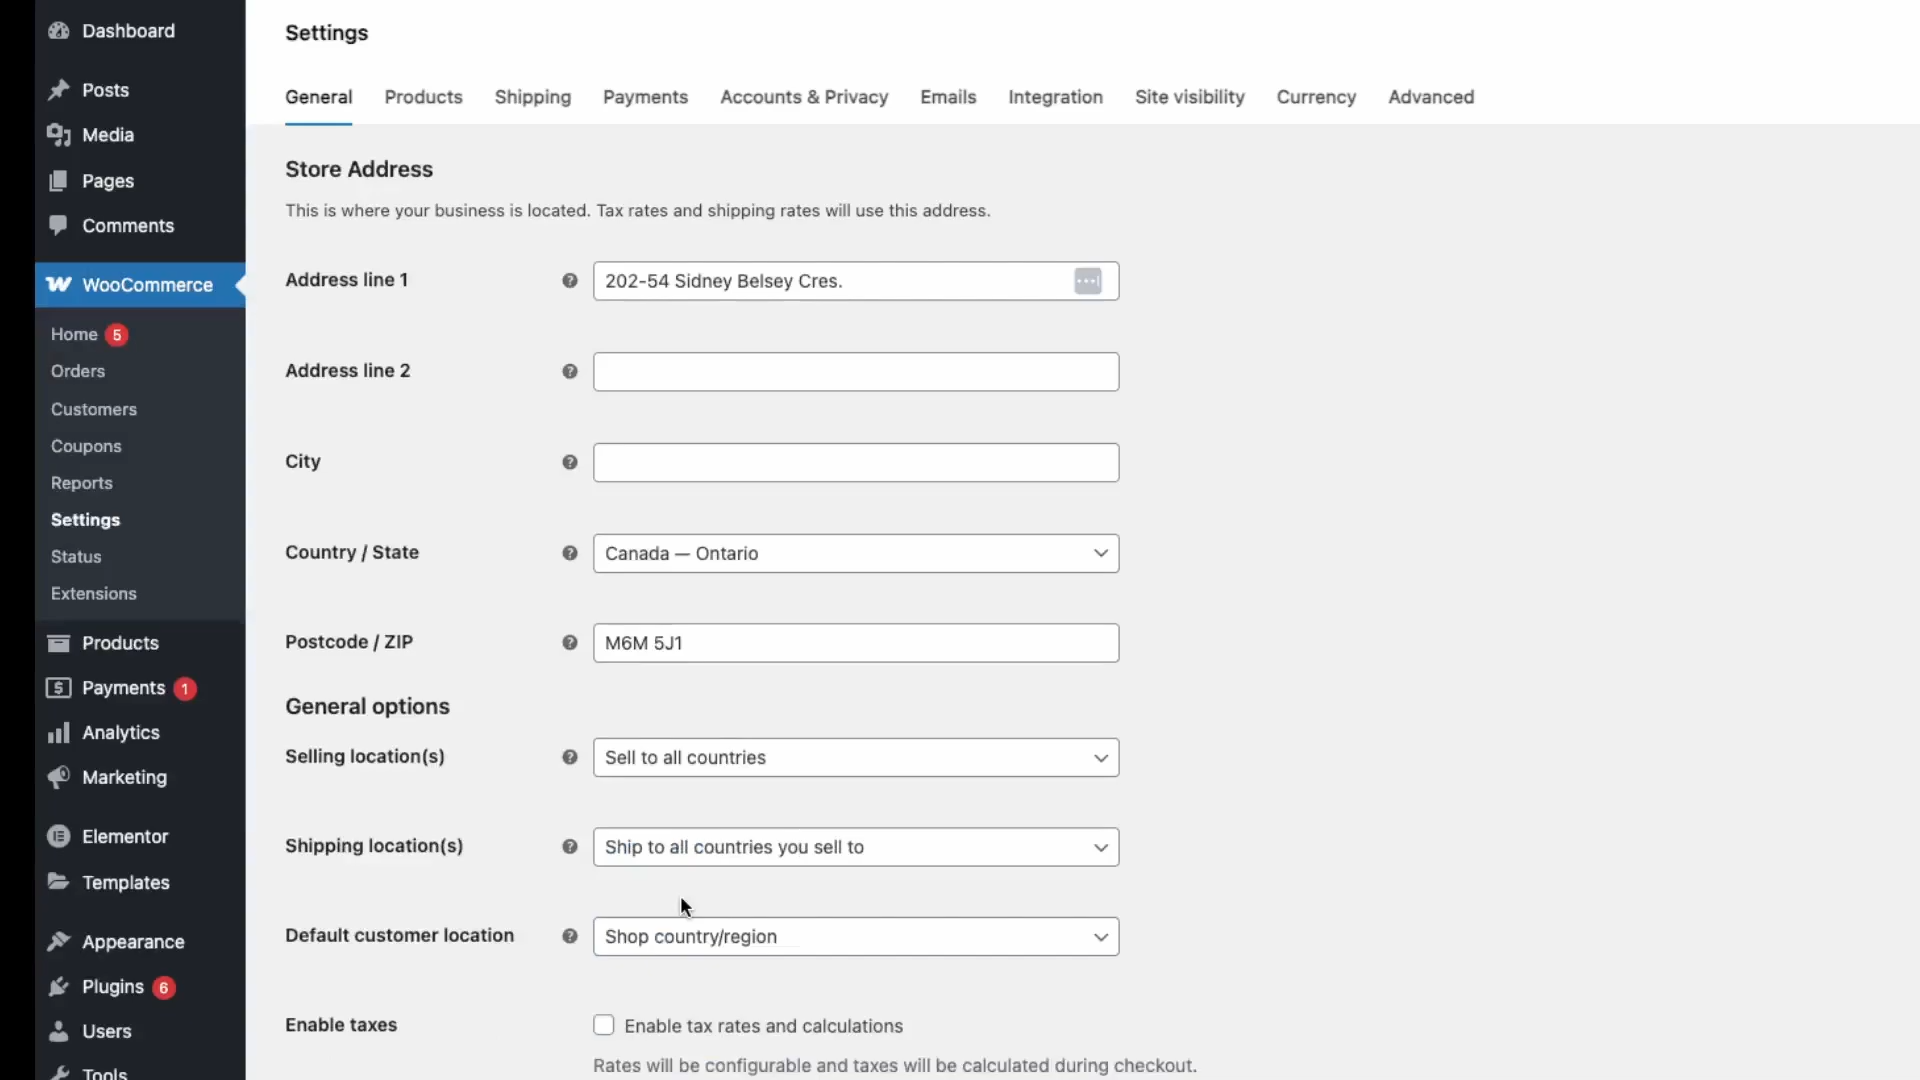 Dashboard
Posts
Media
Pages
Comments
WooCommerce
Home 5
Orders
Customers
Coupons
Reports
Settings
Status
Extensions
Products
Payments 1
Analytics
Marketing
Elementor
Templates
Appearance
Plugins 6
Users
Tools
Settings
General Products Shipping Payments Accounts & Privacy Emails Integration Site visibility Currency Advanced
Store Address
This is where your business is located. Tax rates and shipping rates will use this address.
Address line 1 202-54 Sidney Belsey Cres.
Address line 2
City
Country / State Canada — Ontario
Postcode / ZIP M6M 5J1
General options
Selling location(s) Sell to all countries
Shipping location(s) Ship to all countries you sell to
Default customer location Shop country/region
Enable taxes Enable tax rates and calculations
Rates will be configurable and taxes will be calculated during checkout.